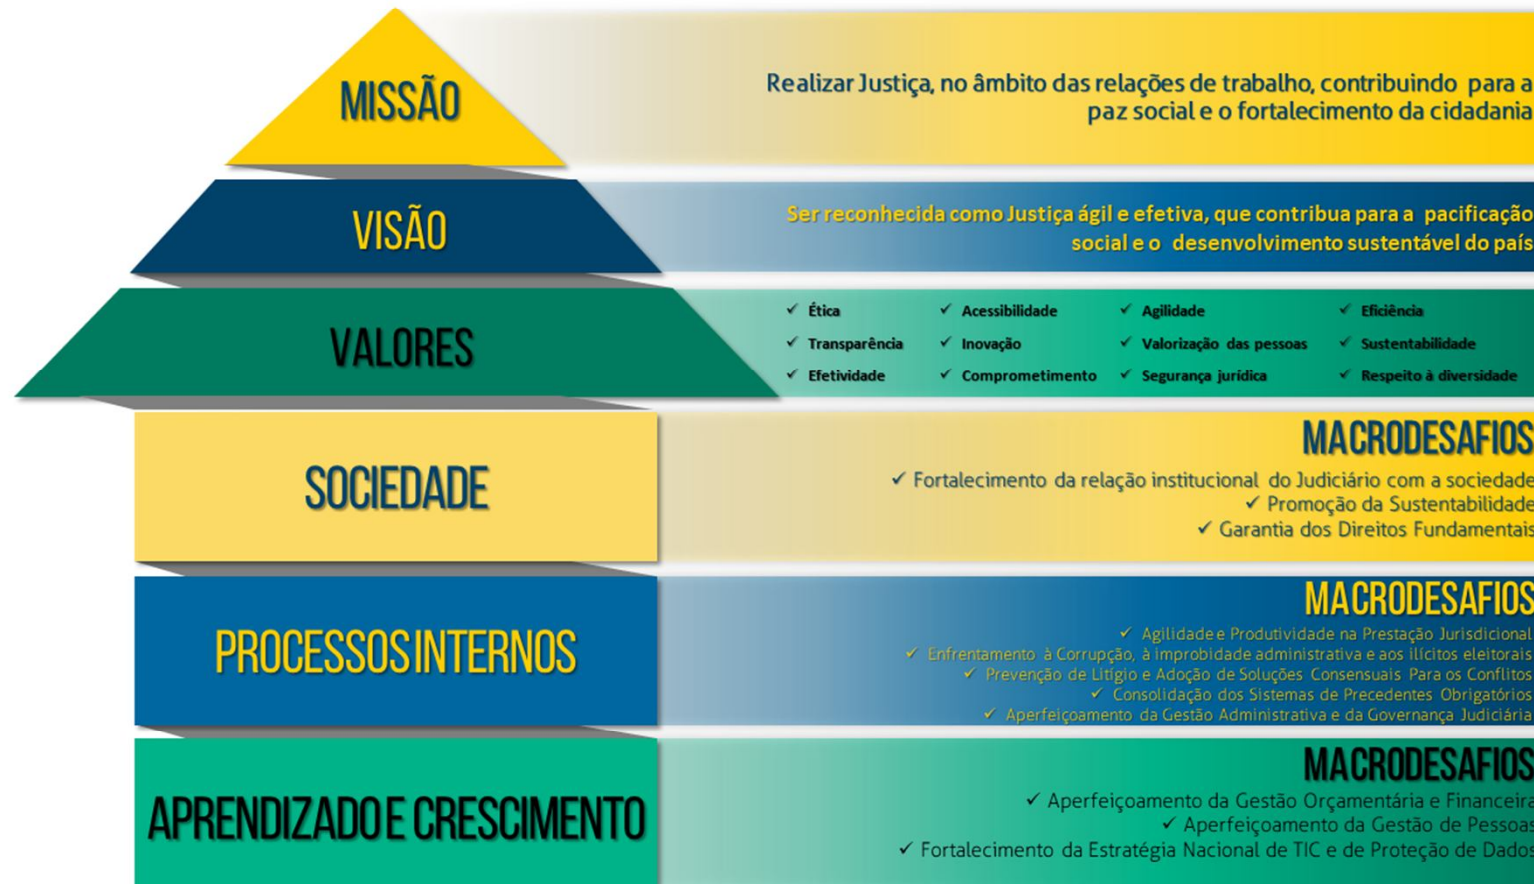 MISSÃO
Realizar Justiça, no âmbito das relações de trabalho, contribuindo para a
paz social e o fortalecimento da cidadania
VISÃO
Ser reconhecida como Justiça ágil e efetiva, que contribua para a pacificação
social e o desenvolvimento sustentável do país
VALORES
✓ Ética ✓ Acessibilidade ✓ Agilidade ✓ Eficiência
✓ Transparência ✓ Inovação ✓ Valorização das pessoas ✓ Sustentabilidade
✓ Efetividade ✓ Comprometimento ✓ Segurança jurídica ✓ Respeito à diversidade
SOCIEDADE
MACRODESAFIOS
✓ Fortalecimento da relação institucional do Judiciário com a sociedade
✓ Promoção da Sustentabilidade
✓ Garantia dos Direitos Fundamentais
PROCESSOS INTERNOS
MACRODESAFIOS
✓ Agilidade e Produtividade na Prestação Jurisdicional
✓ Enfrentamento à Corrupção, à improbidade administrativa e aos ilícitos eleitorais
✓ Prevenção de Litígio e Adoção de Soluções Consensuais Para os Conflitos
✓ Consolidação dos Sistemas de Precedentes Obrigatórios
✓ Aperfeiçoamento da Gestão Administrativa e da Governança Judiciária
APRENDIZADO E CRESCIMENTO
MACRODESAFIOS
✓ Aperfeiçoamento da Gestão Orçamentária e Financeira
✓ Aperfeiçoamento da Gestão de Pessoas
✓ Fortalecimento da Estratégia Nacional de TIC e de Proteção de Dados